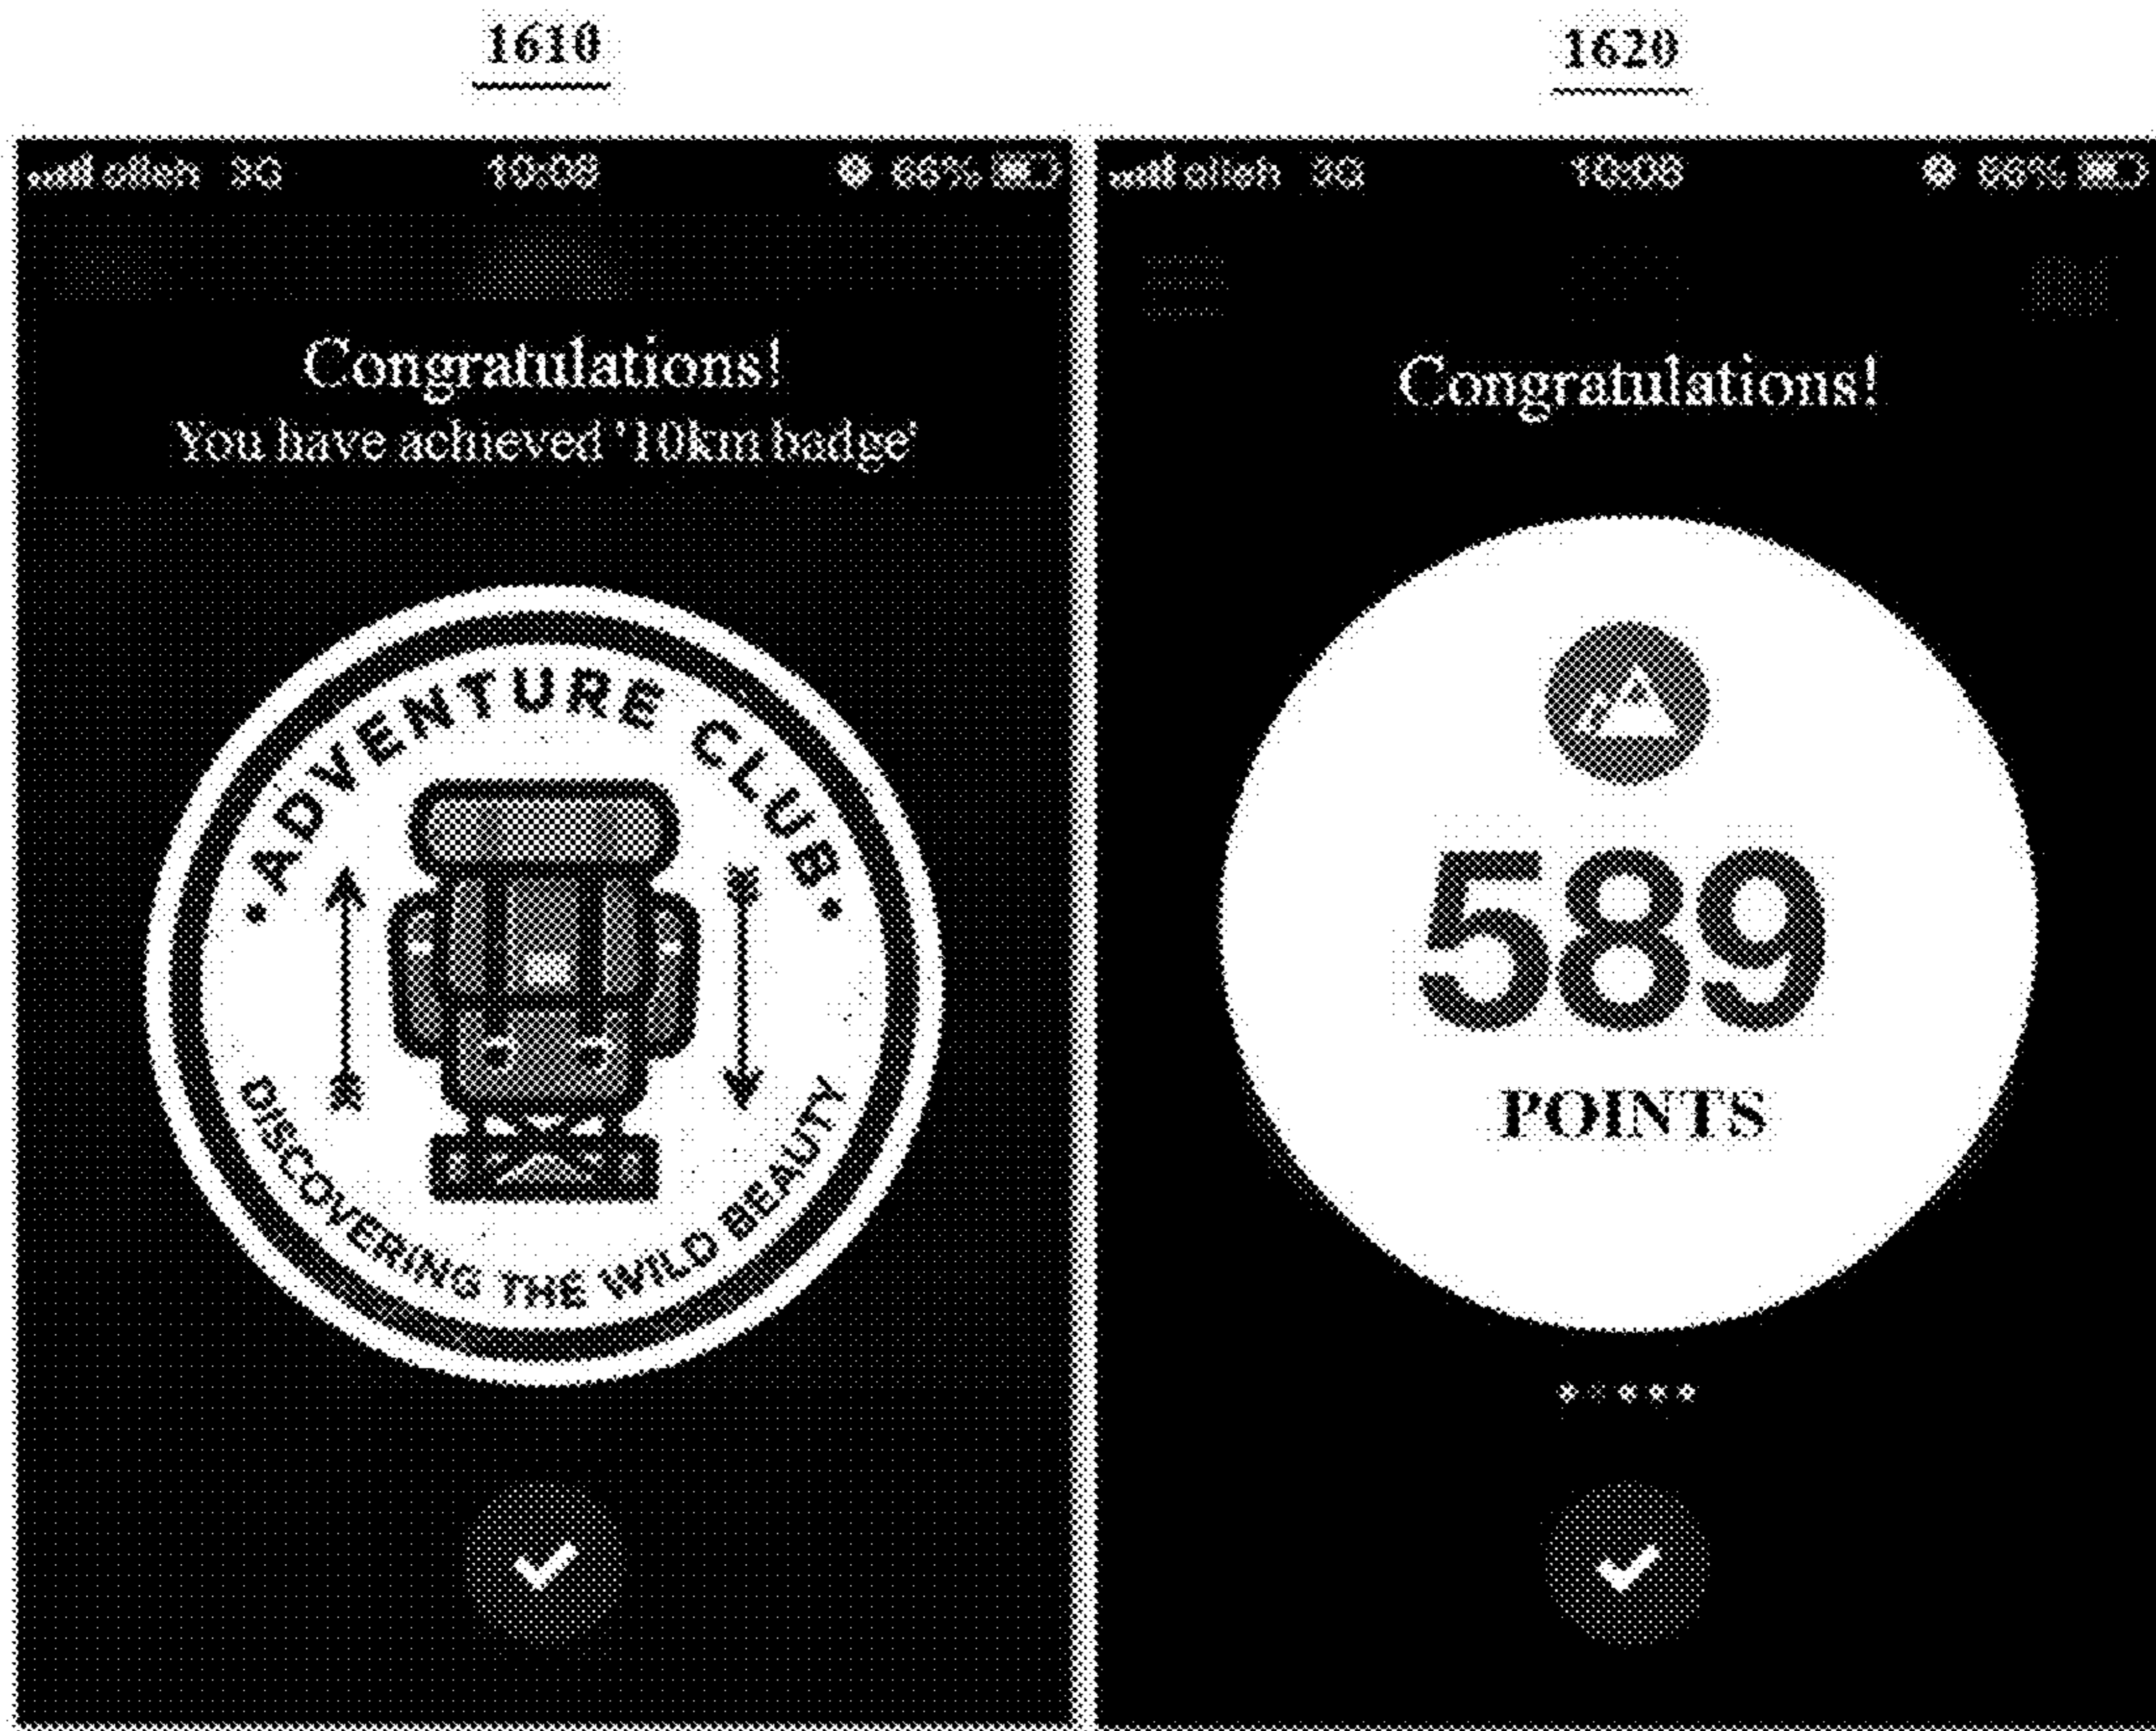 1610
1620
olleh 3G 10:08 66%
olleh 3G 10:08 66%
Congratulations!
You have achieved '10km badge'
• ADVENTURE CLUB •
DISCOVERING THE WILD BEAUTY
Congratulations!
589
POINTS